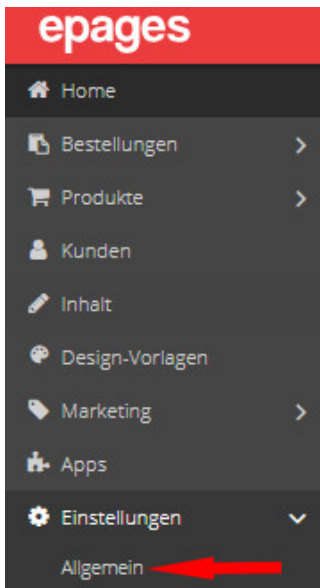 epages
Home
Bestellungen
Produkte
Kunden
Inhalt
Design-Vorlagen
Marketing
Apps
Einstellungen
Allgemein